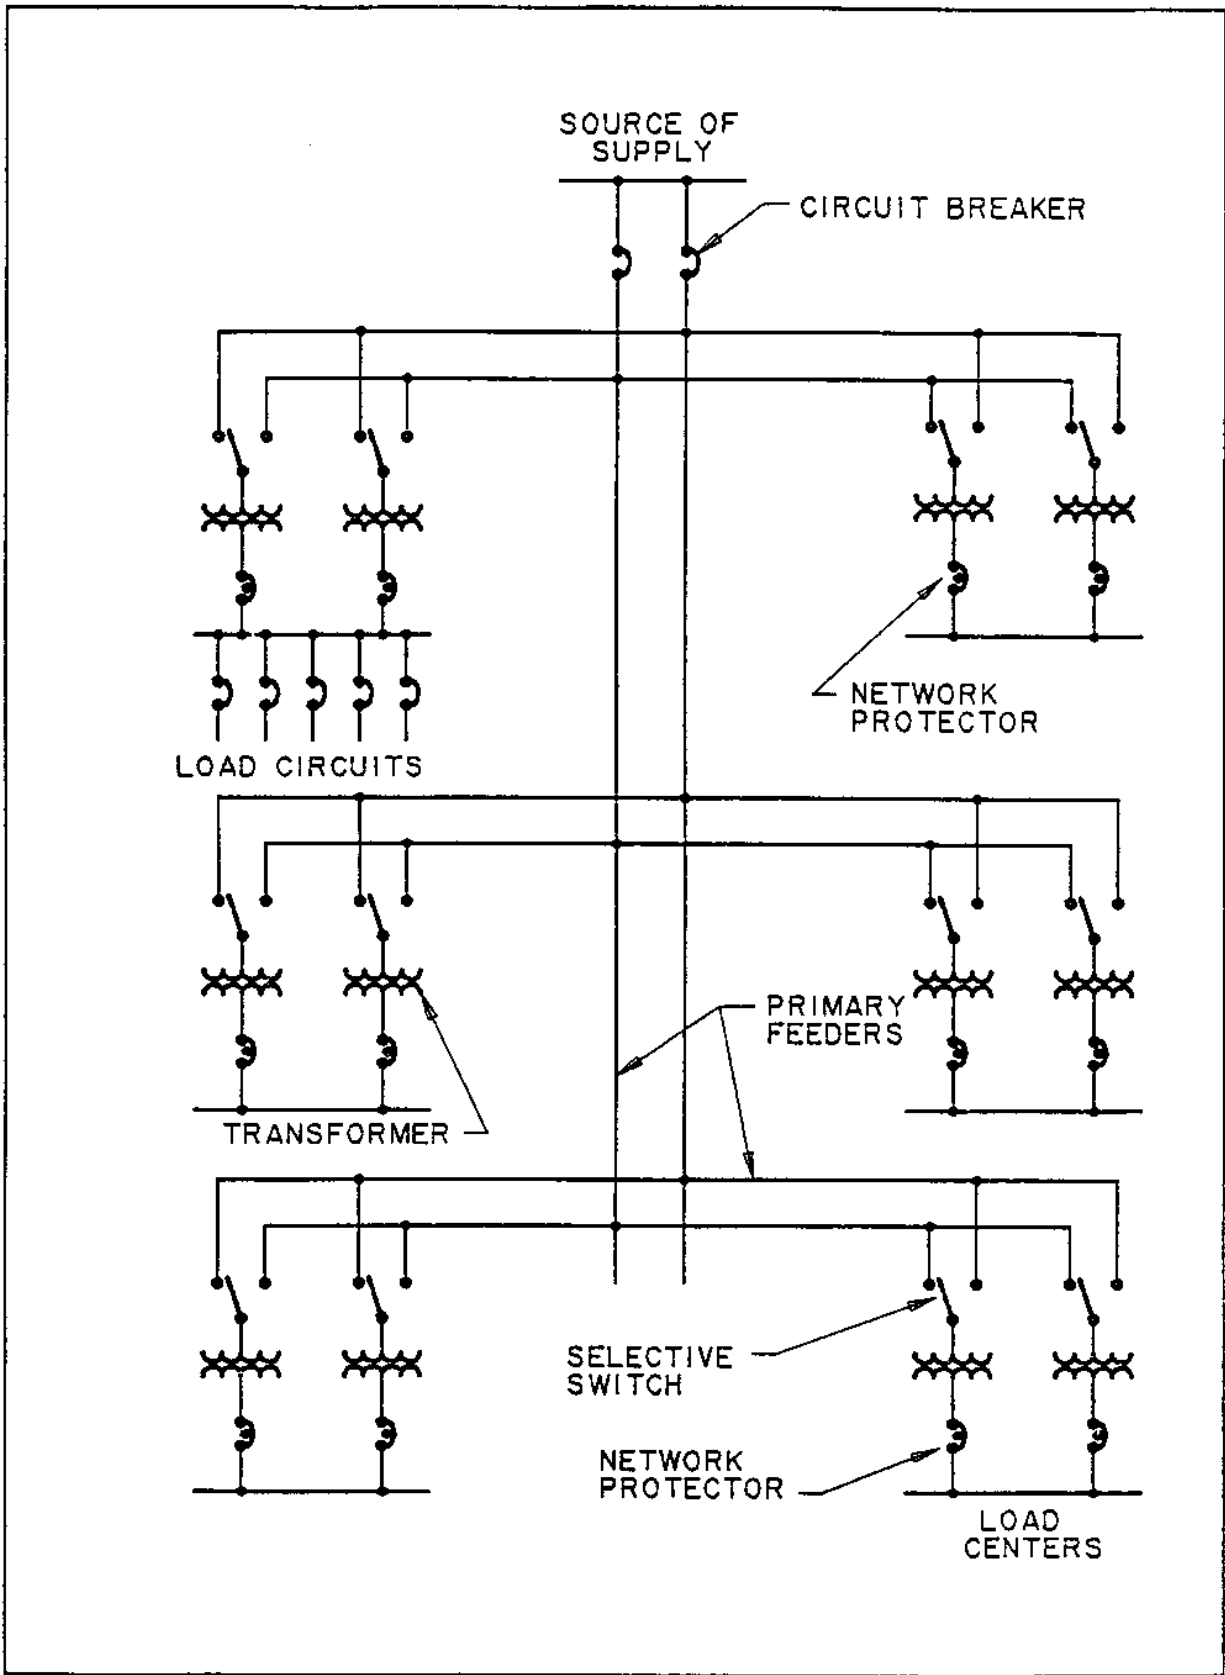 SOURCE OF
SUPPLY
CIRCUIT BREAKER
NETWORK
PROTECTOR
LOAD CIRCUITS
PRIMARY
FEEDERS
TRANSFORMER
SELECTIVE
SWITCH
NETWORK
PROTECTOR
LOAD
CENTERS